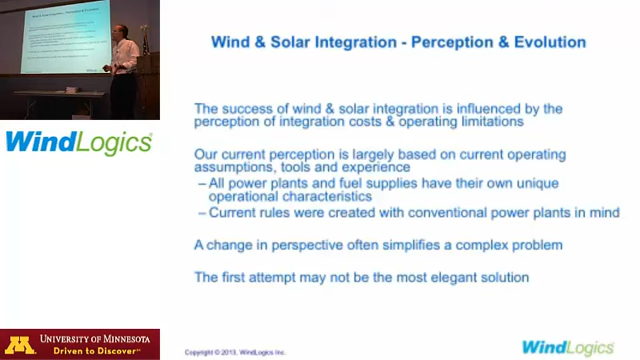 Wind & Solar Integration - Perception & Evolution
The success of wind & solar integration is influenced by the
perception of integration costs & operating limitations
Our current perception is largely based on current operating
assumptions, tools and experience
– All power plants and fuel supplies have their own unique
operational characteristics
– Current rules were created with conventional power plants in mind
A change in perspective often simplifies a complex problem
The first attempt may not be the most elegant solution
Copyright © 2013, WindLogics Inc.
WindLogics
WindLogics
M
UNIVERSITY OF MINNESOTA
Driven to Discover